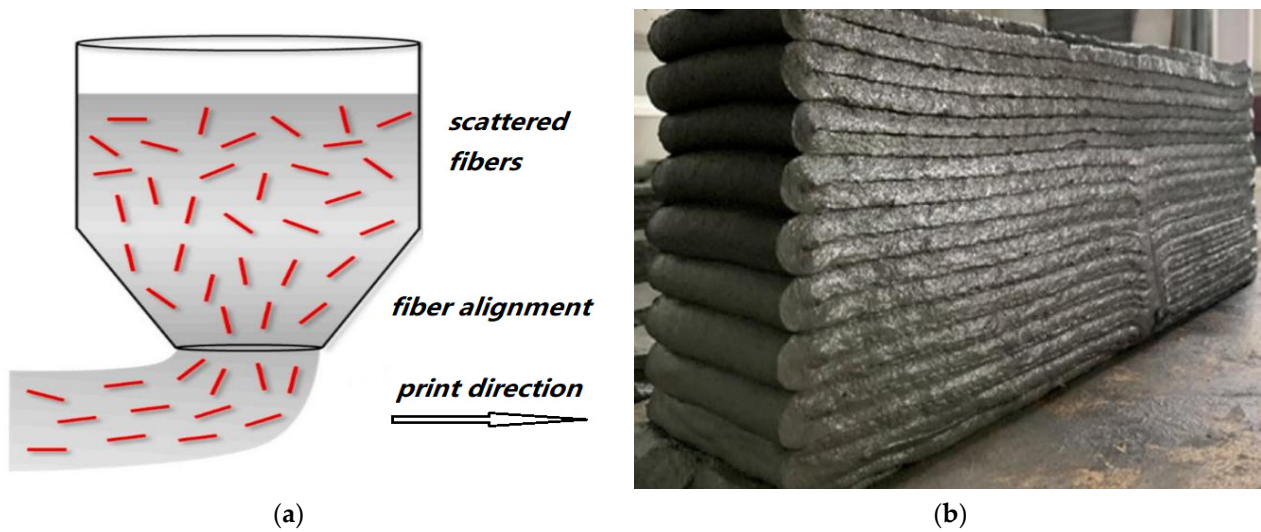 scattered
fibers
fiber alignment
print direction
(a)
(b)